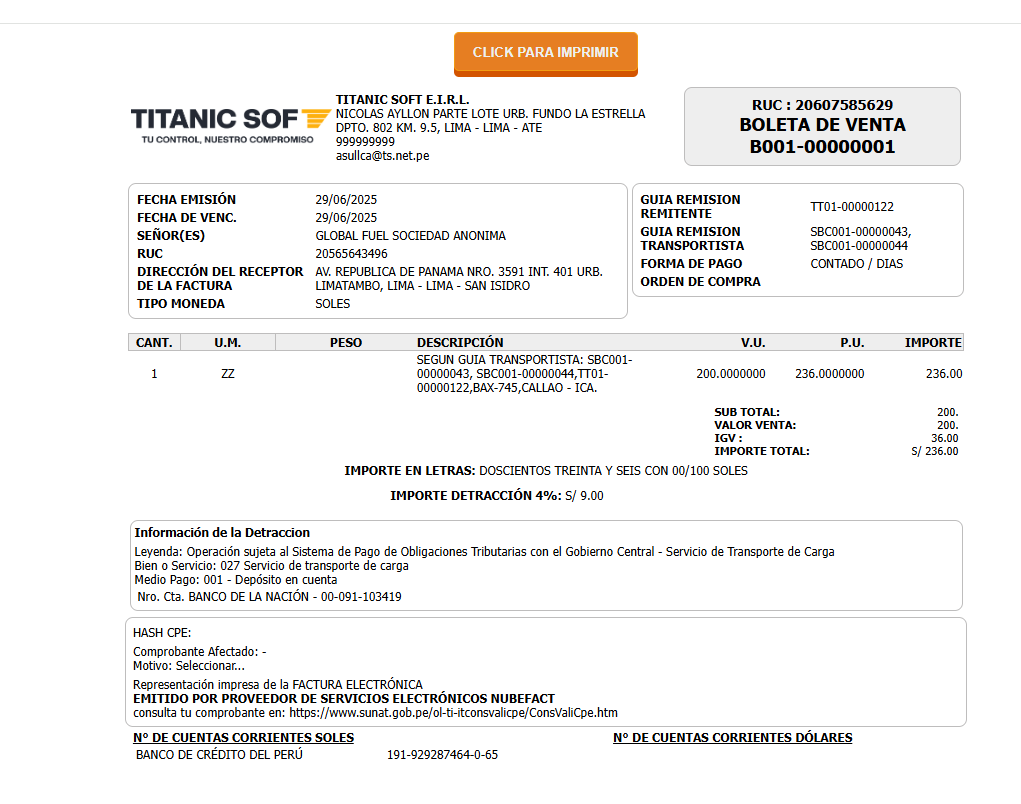 CLICK PARA IMPRIMIR
TITANIC SOF
TU CONTROL, NUESTRO COMPROMISO
TITANIC SOFT E.I.R.L.
NICOLAS AYLLON PARTE LOTE URB. FUNDO LA ESTRELLA
DPTO. 802 KM. 9.5, LIMA - LIMA - ATE
999999999
asullca@ts.net.pe
RUC : 20607585629
BOLETA DE VENTA
B001-00000001
FECHA EMISIÓN 29/06/2025
FECHA DE VENC. 29/06/2025
SEÑOR(ES) GLOBAL FUEL SOCIEDAD ANONIMA
RUC 20565643496
DIRECCIÓN DEL RECEPTOR AV. REPUBLICA DE PANAMA NRO. 3591 INT. 401 URB.
DE LA FACTURA LIMATAMBO, LIMA - LIMA - SAN ISIDRO
TIPO MONEDA SOLES
GUIA REMISION
REMITENTE TT01-00000122
GUIA REMISION SBC001-00000043,
TRANSPORTISTA SBC001-00000044
FORMA DE PAGO CONTADO / DIAS
ORDEN DE COMPRA
CANT. U.M. PESO DESCRIPCIÓN V.U. P.U. IMPORTE
SEGUN GUIA TRANSPORTISTA: SBC001-
1 ZZ 00000043, SBC001-00000044,TT01- 200.0000000 236.0000000 236.00
00000122,BAX-745,CALLAO - ICA.
SUB TOTAL: 200.
VALOR VENTA: 200.
IGV : 36.00
IMPORTE TOTAL: S/ 236.00
IMPORTE EN LETRAS: DOSCIENTOS TREINTA Y SEIS CON 00/100 SOLES
IMPORTE DETRACCIÓN 4%: S/ 9.00
Información de la Detraccion
Leyenda: Operación sujeta al Sistema de Pago de Obligaciones Tributarias con el Gobierno Central - Servicio de Transporte de Carga
Bien o Servicio: 027 Servicio de transporte de carga
Medio Pago: 001 - Depósito en cuenta
Nro. Cta. BANCO DE LA NACIÓN - 00-091-103419
HASH CPE:
Comprobante Afectado: -
Motivo: Seleccionar...
Representación impresa de la FACTURA ELECTRÓNICA
EMITIDO POR PROVEEDOR DE SERVICIOS ELECTRÓNICOS NUBEFACT
consulta tu comprobante en: https://www.sunat.gob.pe/ol-ti-itconsvalicpe/ConsValiCpe.htm
Nº DE CUENTAS CORRIENTES SOLES Nº DE CUENTAS CORRIENTES DÓLARES
BANCO DE CRÉDITO DEL PERÚ 191-929287464-0-65